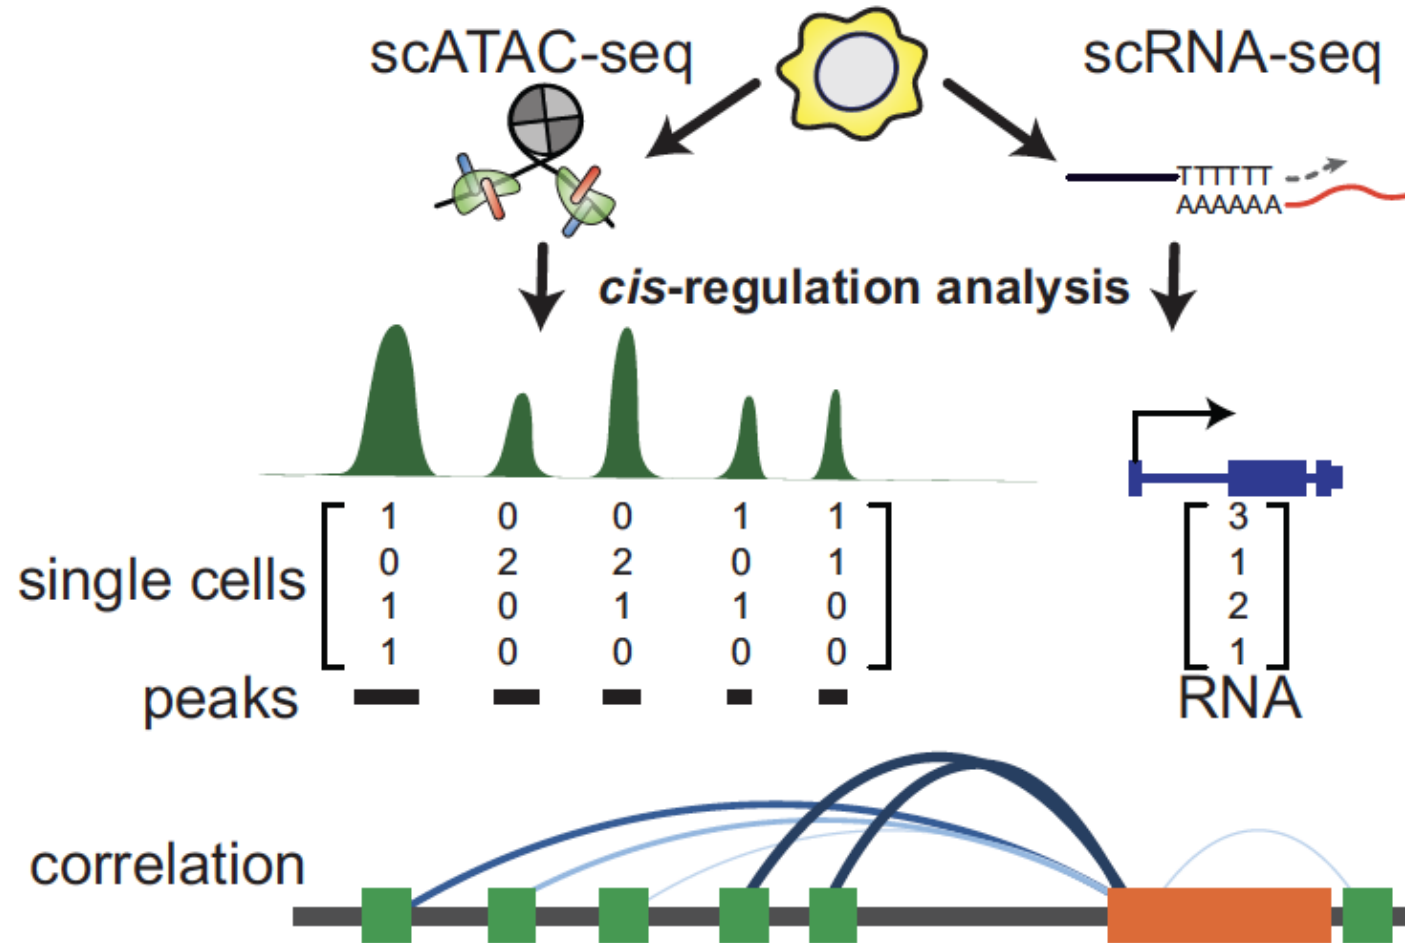 scATAC-seq
scRNA-seq
TTTTTT
AAAAAA
cis-regulation analysis
1 0 0 1 1
3
0 2 2 0 1
1
single cells
1 0 1 1 0
2
1 0 0 0 0
1
peaks
RNA
correlation